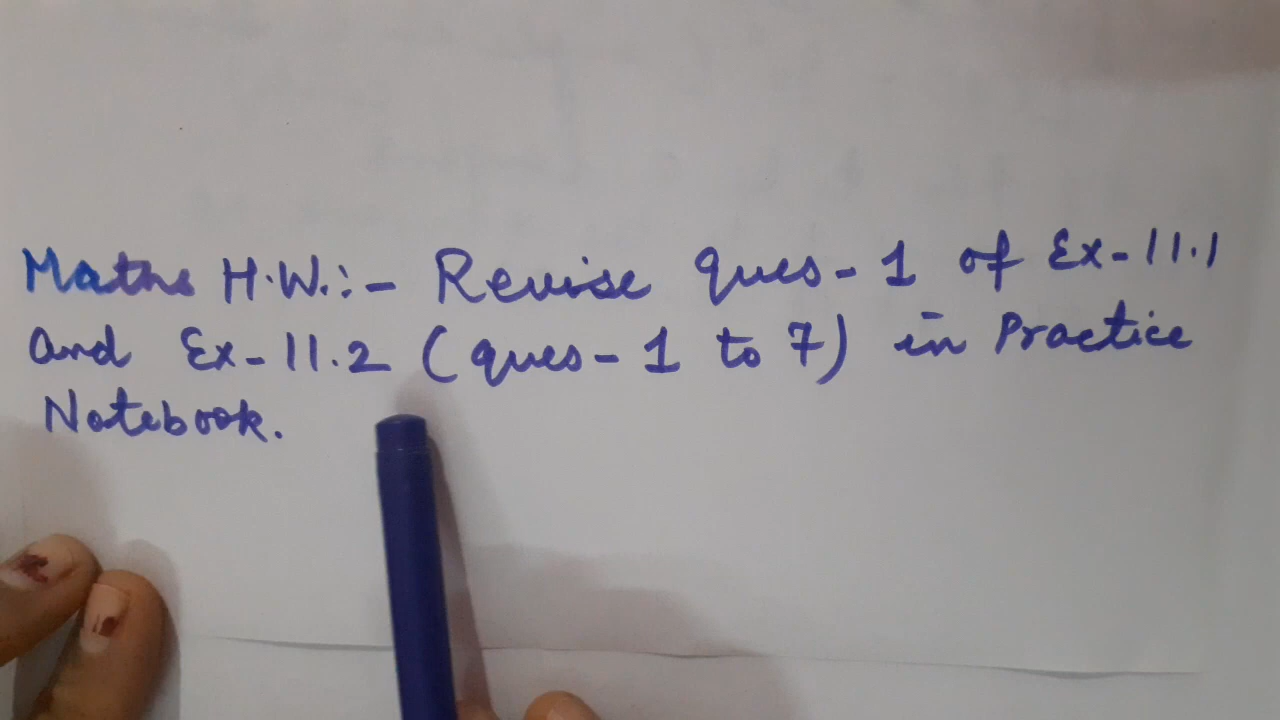 Maths H.W.:- Revise ques-1 of Ex-11.1
and Ex-11.2 (ques-1 to 7) in Practice
Notebook.